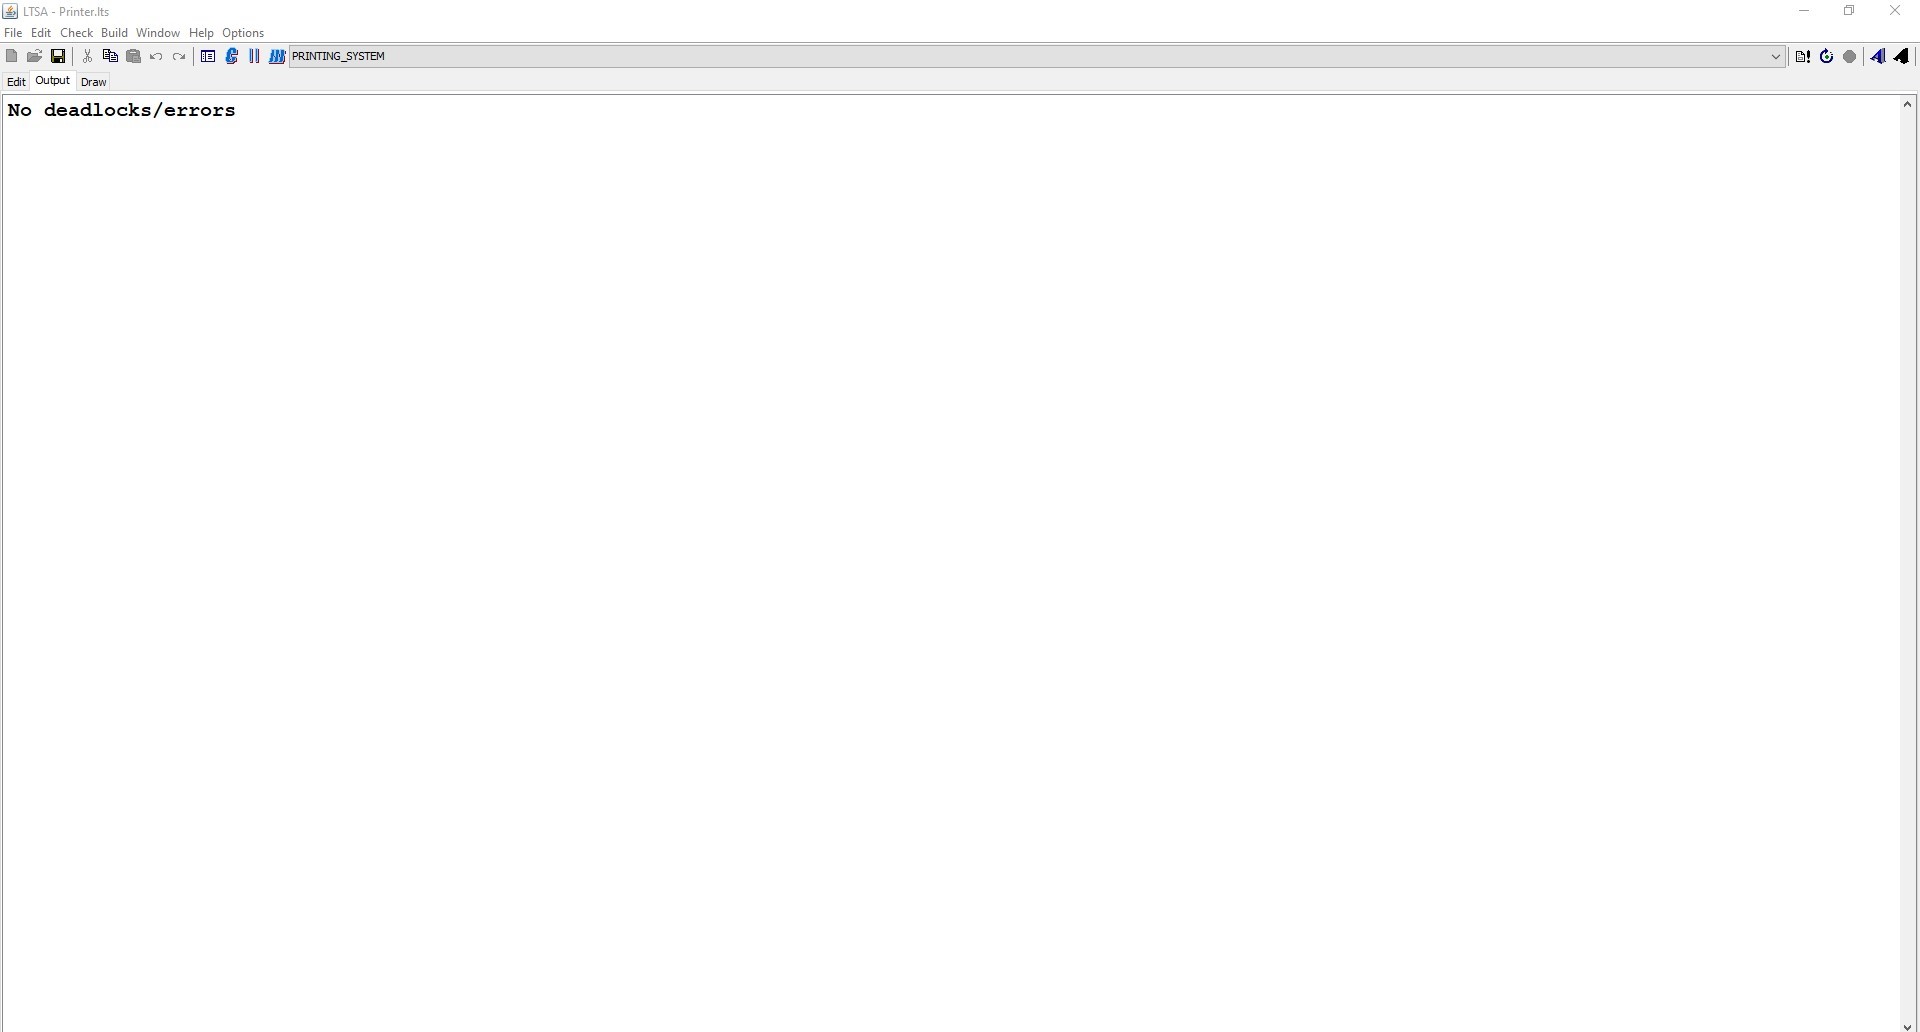 LTSA - Printer.lts
File Edit Check Build Window Help Options
PRINTING_SYSTEM
Edit Output Draw
No deadlocks/errors